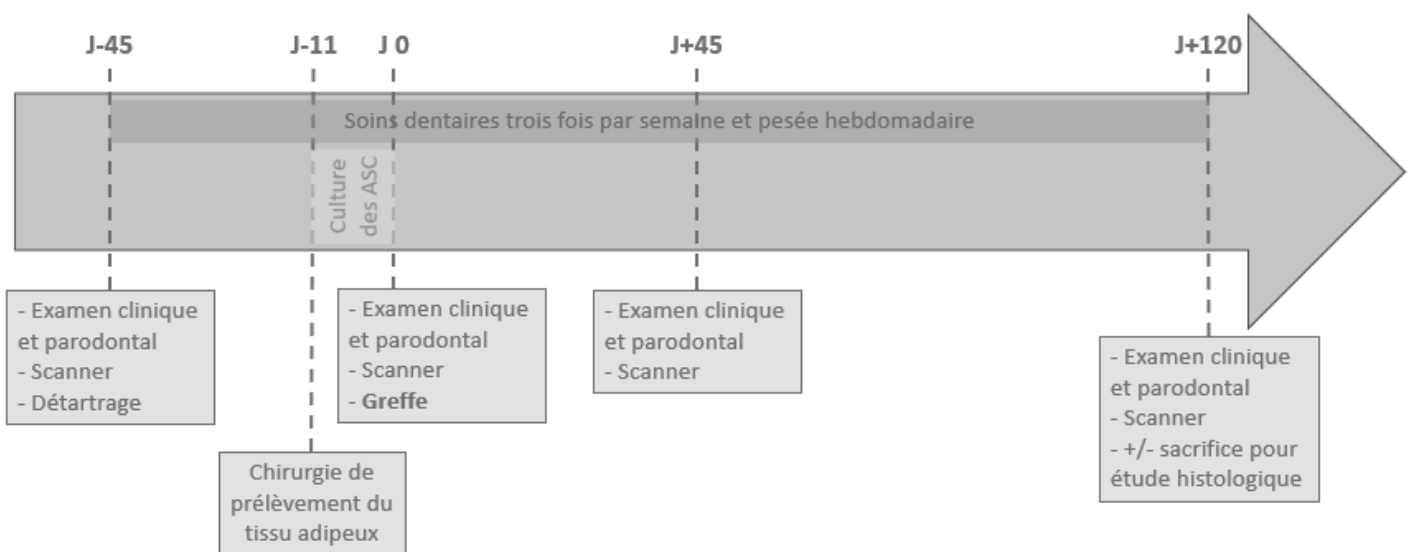 J-45
J-11
J 0
J+45
J+120
Soins dentaires trois fois par semaine et pesée hebdomadaire
Culture
des ASC
- Examen clinique
et parodontal
- Scanner
- Détartrage
Chirurgie de
prélèvement du
tissu adipeux
- Examen clinique
et parodontal
- Scanner
- Greffe
- Examen clinique
et parodontal
- Scanner
- Examen clinique
et parodontal
- Scanner
- +/- sacrifice pour
étude histologique